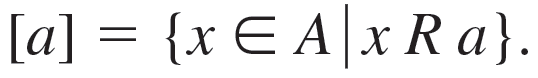 [a] = {x ∈ A | x R a}.